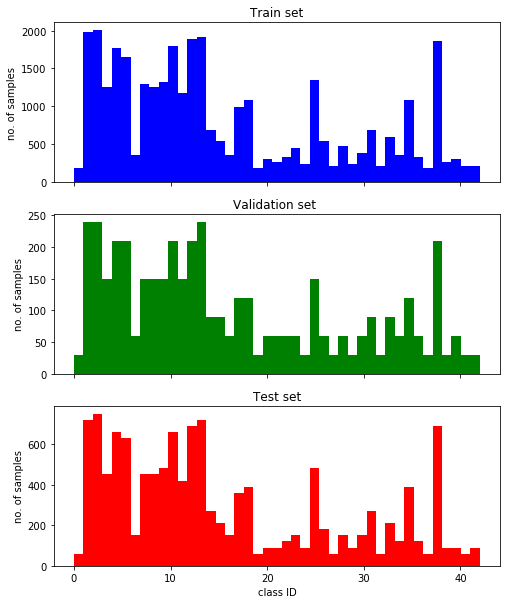 Train set
no. of samples
2000
1500
1000
500
0
Validation set
no. of samples
250
200
150
100
50
0
Test set
no. of samples
600
400
200
0
0 10 20 30 40
class ID